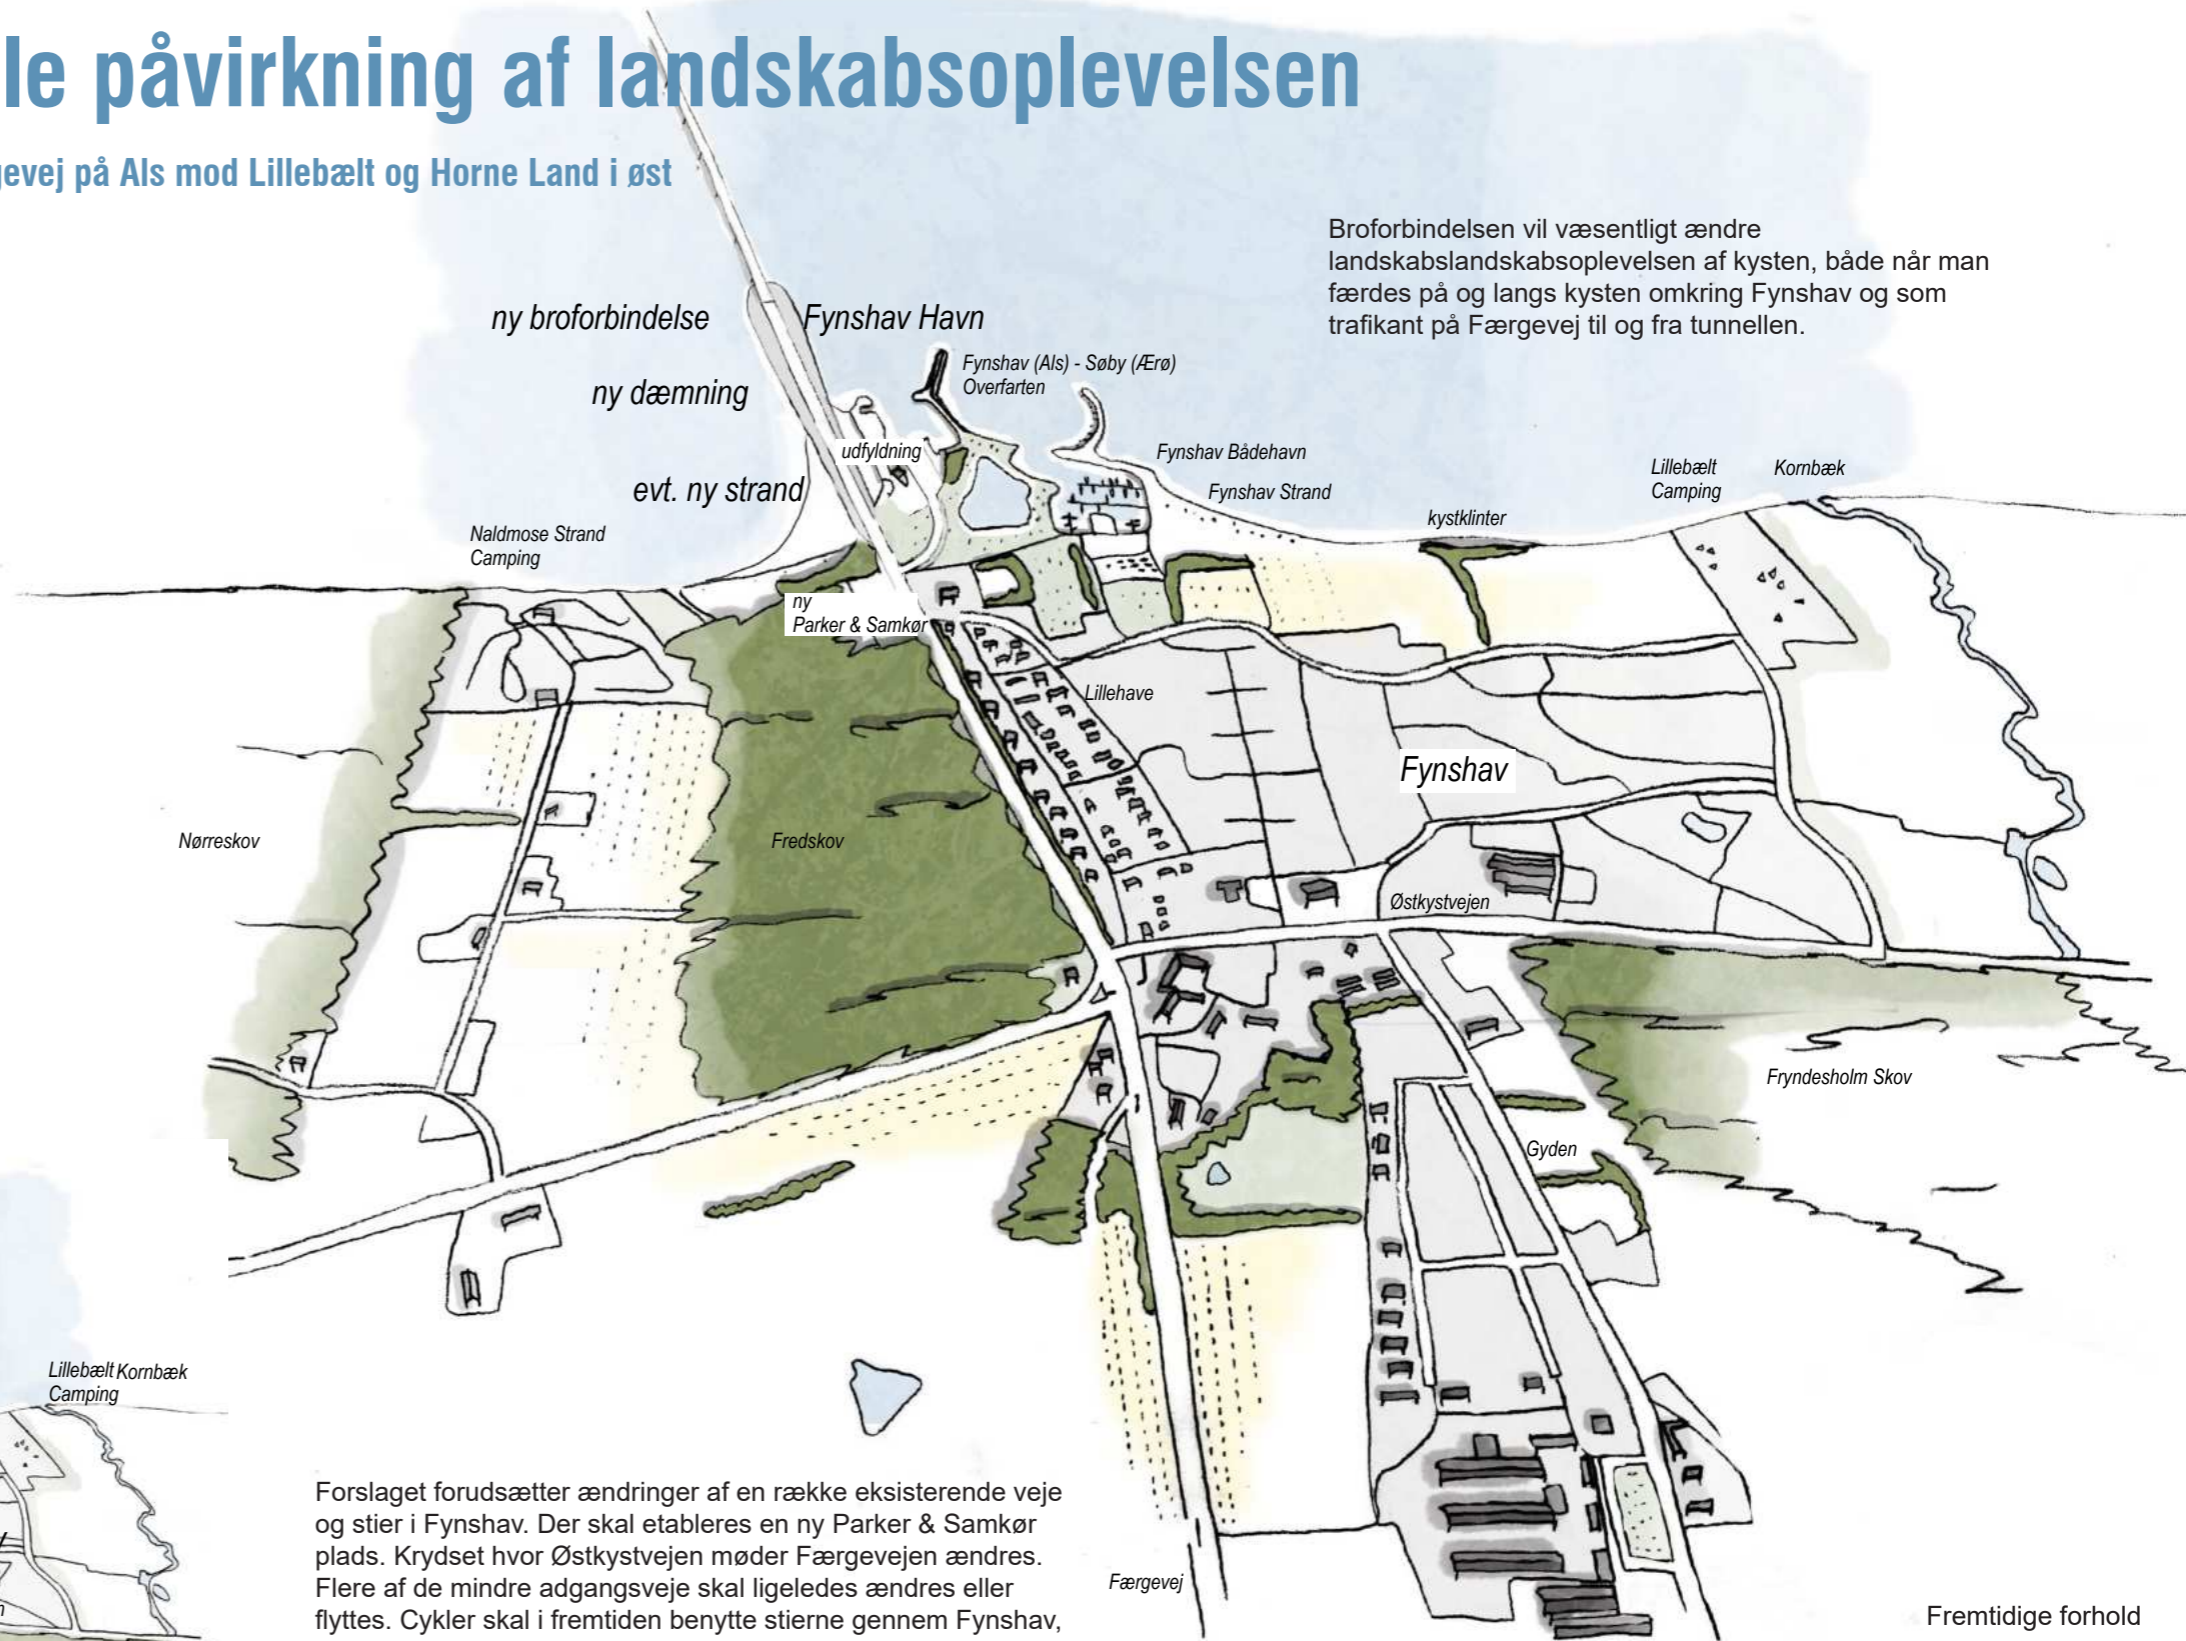 le påvirkning af landskabsoplevelsen
gevej på Als mod Lillebælt og Horne Land i øst
Broforbindelsen vil væsentligt ændre
landskabslandskabsoplevelsen af kysten, både når man
færdes på og langs kysten omkring Fynshav og som
trafikant på Færgevej til og fra tunnellen.
ny broforbindelse
Fynshav Havn
Fynshav (Als) - Søby (Ærø)
Overfarten
ny dæmning
udfyldning
Fynshav Bådehavn
evt. ny strand
Fynshav Strand
Lillebælt
Camping
Kornbæk
kystklinter
Naldmose Strand
Camping
ny
Parker & Samkør
Lillehave
Fynshav
Nørreskov
Fredskov
Østkystvejen
Fryndesholm Skov
Gyden
Lillebælt Kornbæk
Camping
Forslaget forudsætter ændringer af en række eksisterende veje
og stier i Fynshav. Der skal etableres en ny Parker & Samkør
plads. Krydset hvor Østkystvejen møder Færgevejen ændres.
Flere af de mindre adgangsveje skal ligeledes ændres eller
flyttes. Cykler skal i fremtiden benytte stierne gennem Fynshav,
Færgevej
Fremtidige forhold